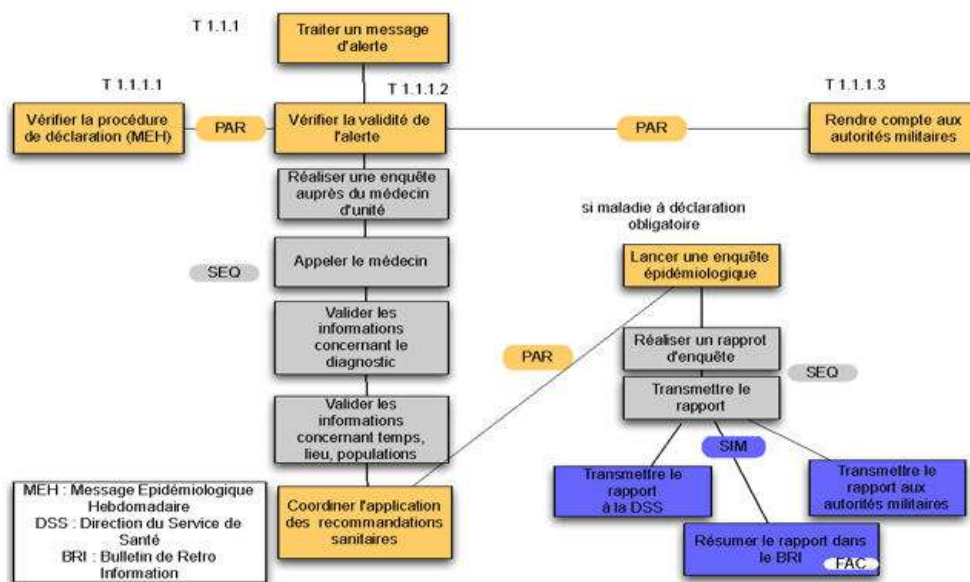 T 1.1.1
Traiter un message
d'alerte
T 1.1.1.1
T 1.1.1.2
T 1.1.1.3
Vérifier la procédure
de déclaration (MEH)
PAR
Vérifier la validité de
l'alerte
PAR
Rendre compte aux
autorités militaires
Réaliser une enquête
auprès du médecin
d'unité
SEQ
Appeler le médecin
Valider les
informations
concernant le
diagnostic
Valider les
informations
concernant temps,
lieu, populations
Coordiner l'application
des recommandations
sanitaires
PAR
si maladie à déclaration
obligatoire
Lancer une enquête
épidémiologique
Réaliser un rapprot
d'enquête
SEQ
Transmettre le
rapport
SIM
Transmettre le
rapport
à la DSS
Résumer le rapport dans
le BRI
FAC
Transmettre le
rapport aux
autorités militaires
MEH : Message Epidémiologique
Hebdomadaire
DSS : Direction du Service de
Santé
BRI : Bulletin de Retro
Information